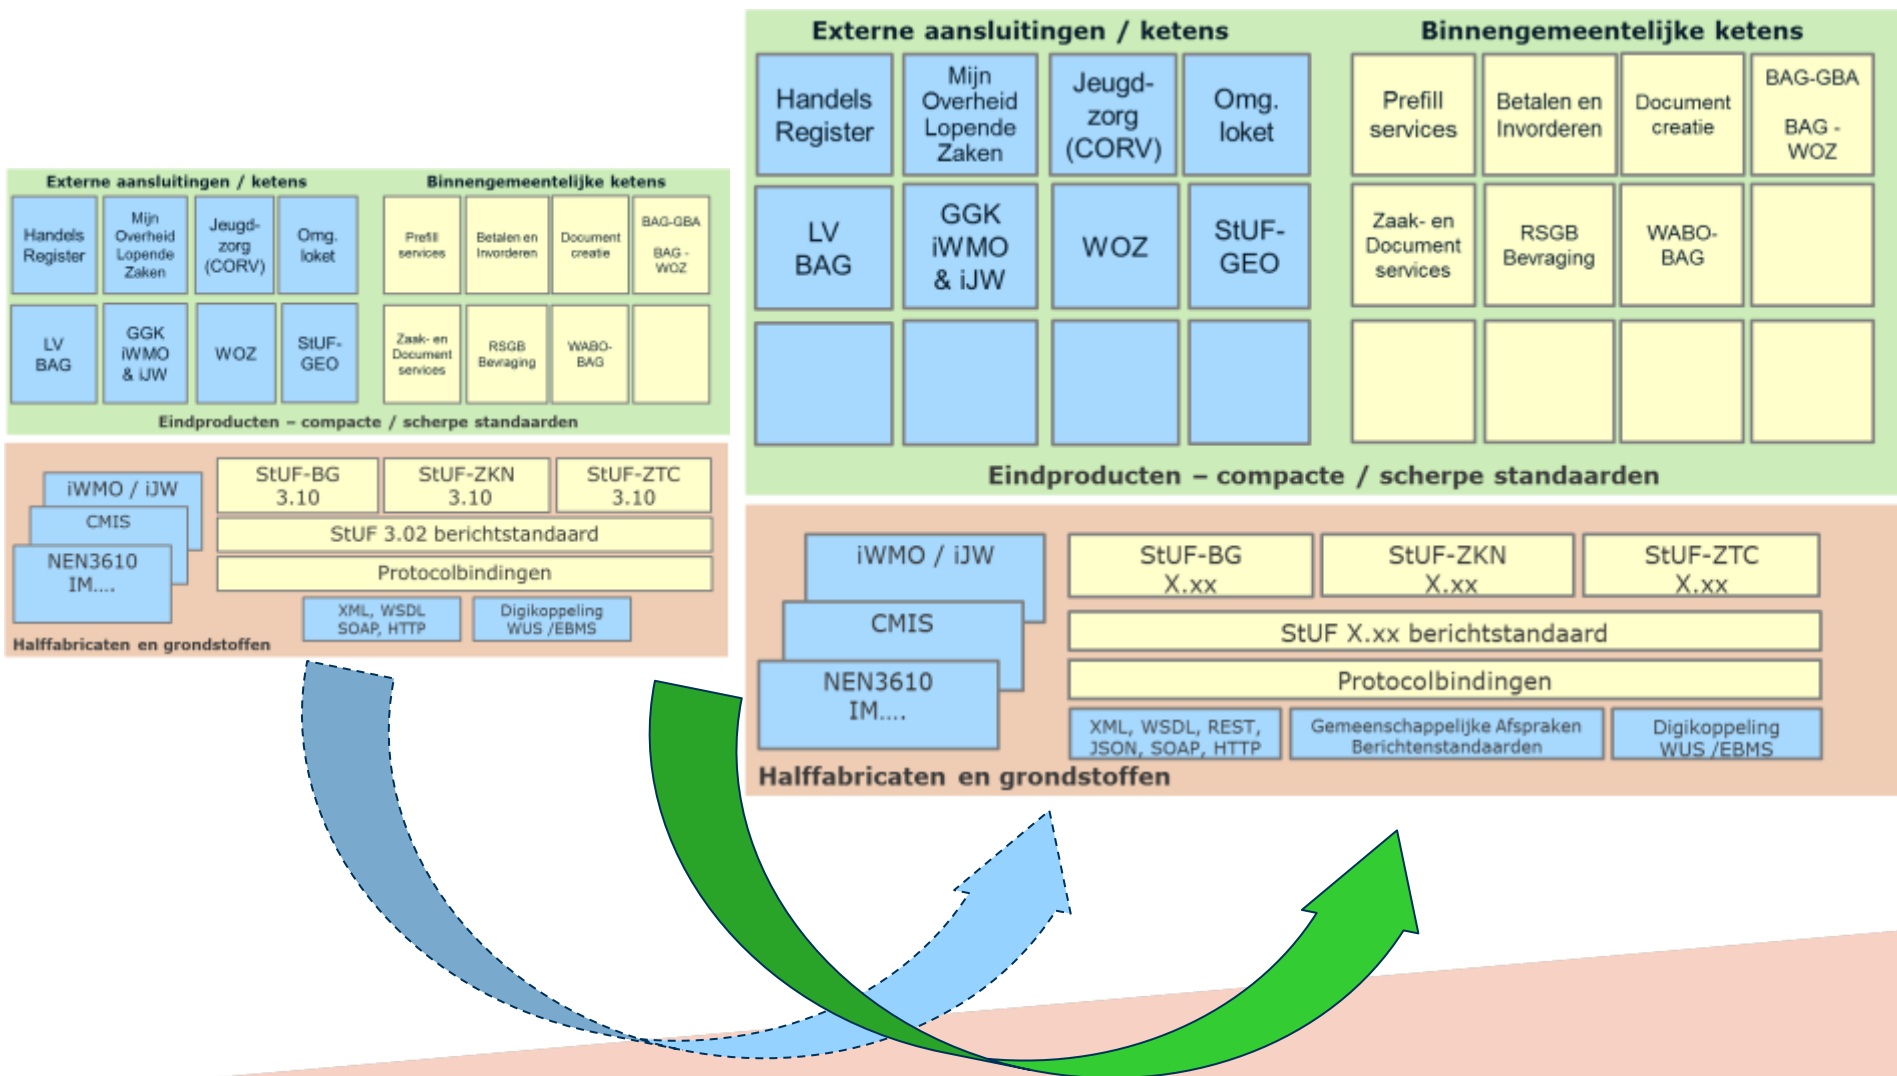 Externe aansluitingen / ketens
Binnengemeentelijke ketens
Handels
Register
Mijn
Overheid
Lopende
Zaken
Jeugd-
zorg
(CORV)
Omg.
loket
Prefill
services
Betalen en
Invorderen
Document
creatie
BAG-GBA
BAG -
WOZ
LV
BAG
GGK
iWMO
& iJW
WOZ
StUF-
GEO
Zaak- en
Document
services
RSGB
Bevraging
WABO-
BAG
Eindproducten – compacte / scherpe standaarden
iWMO / iJW
CMIS
NEN3610
IM....
StUF-BG
3.10
StUF-ZKN
3.10
StUF-ZTC
3.10
StUF 3.02 berichtstandaard
Protocolbindingen
XML, WSDL
SOAP, HTTP
Digikoppeling
WUS /EBMS
Halffabricaten en grondstoffen
Externe aansluitingen / ketens
Binnengemeentelijke ketens
Handels
Register
Mijn
Overheid
Lopende
Zaken
Jeugd-
zorg
(CORV)
Omg.
loket
Prefill
services
Betalen en
Invorderen
Document
creatie
BAG-GBA
BAG -
WOZ
LV
BAG
GGK
iWMO
& iJW
WOZ
StUF-
GEO
Zaak- en
Document
services
RSGB
Bevraging
WABO-
BAG
Eindproducten – compacte / scherpe standaarden
iWMO / iJW
CMIS
NEN3610
IM....
StUF-BG
X.xx
StUF-ZKN
X.xx
StUF-ZTC
X.xx
StUF X.xx berichtstandaard
Protocolbindingen
XML, WSDL, REST,
JSON, SOAP, HTTP
Gemeenschappelijke Afspraken
Berichtenstandaarden
Digikoppeling
WUS /EBMS
Halffabricaten en grondstoffen